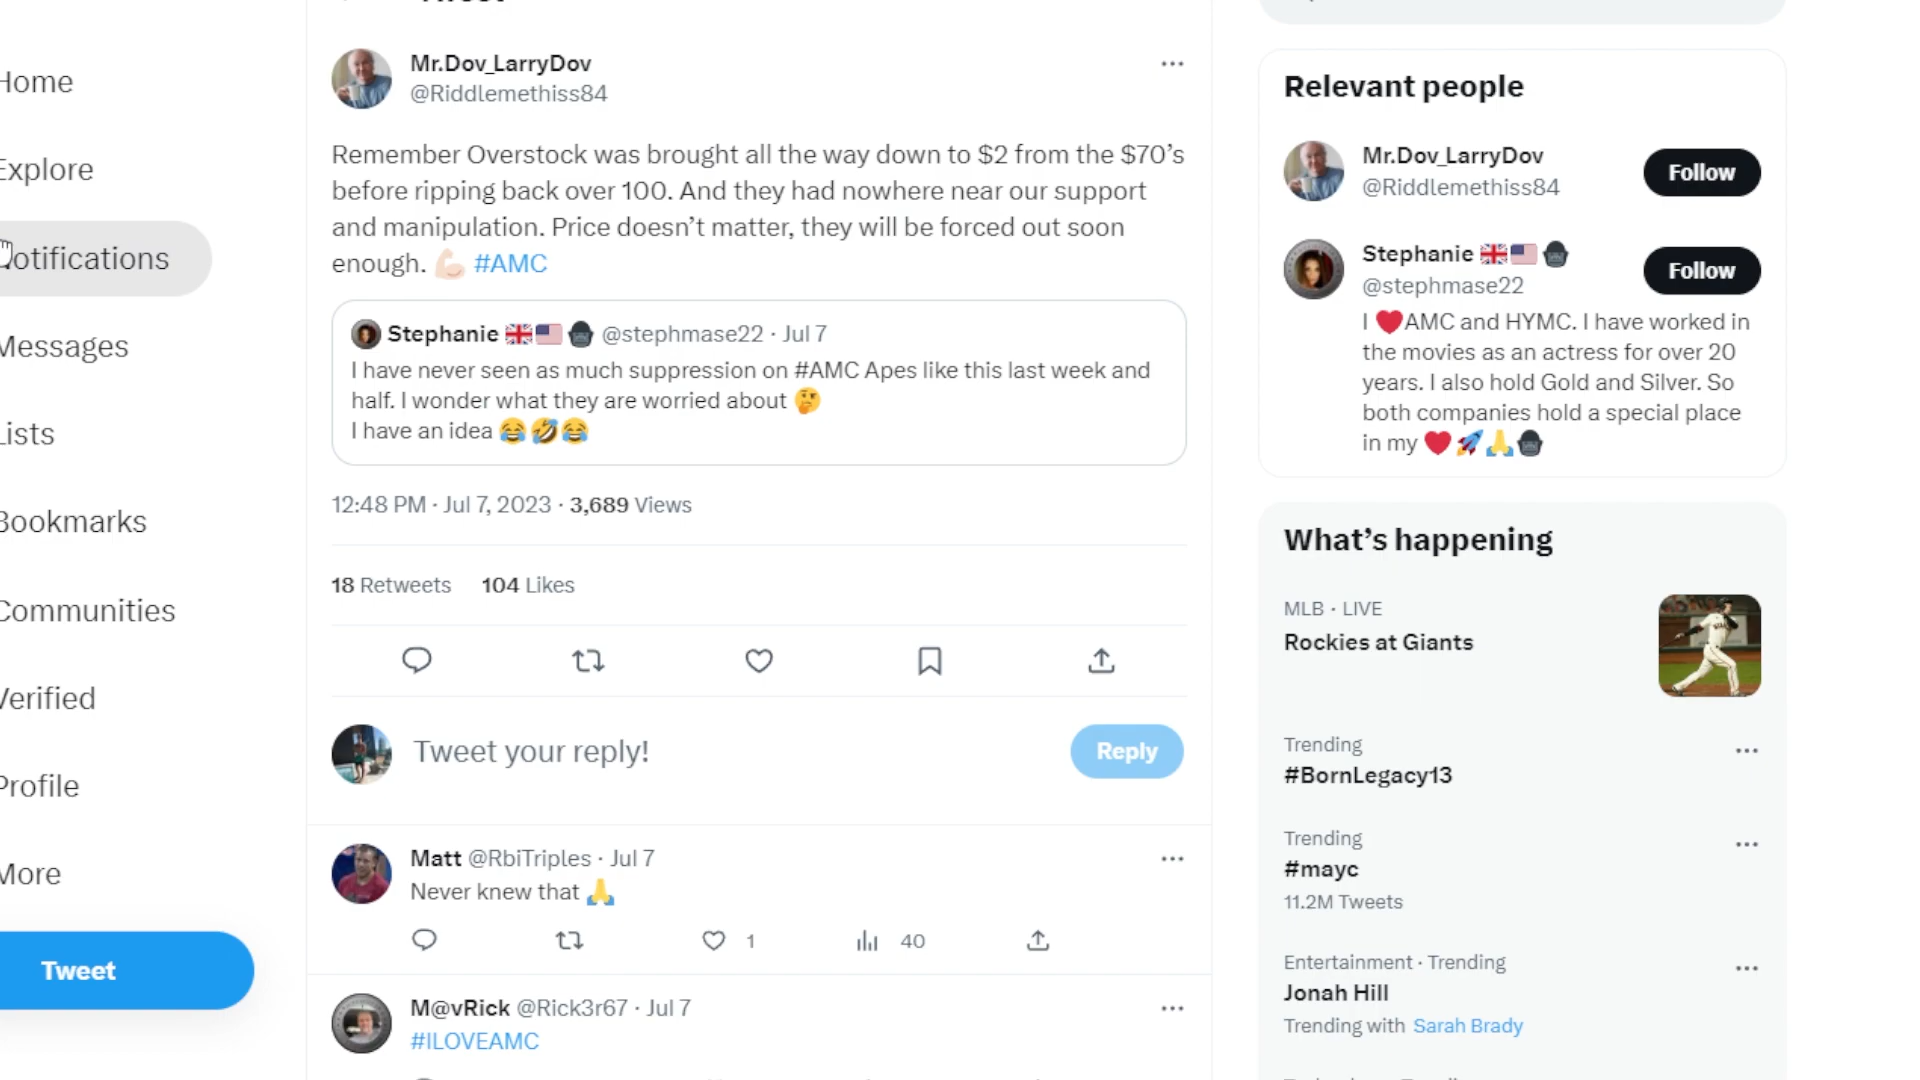 Home
Explore
Notifications
Messages
Lists
Bookmarks
Communities
Verified
Profile
More
Tweet
Tweet
Mr.Dov_LarryDov
@Riddlemethiss84
Remember Overstock was brought all the way down to $2 from the $70’s
before ripping back over 100. And they had nowhere near our support
and manipulation. Price doesn’t matter, they will be forced out soon
enough. 💪🏻 #AMC
Stephanie 🇬🇧🇺🇸🦍 @stephmase22 · Jul 7
I have never seen as much suppression on #AMC Apes like this last week and
half. I wonder what they are worried about 🤔
I have an idea 😂🤣😂
12:48 PM · Jul 7, 2023 · 3,689 Views
18 Retweets 104 Likes
Tweet your reply!
Reply
Matt @RbiTriples · Jul 7
Never knew that 🙏
1 40
M@vRick @Rick3r67 · Jul 7
#ILOVEAMC
Relevant people
Mr.Dov_LarryDov
@Riddlemethiss84
Follow
Stephanie 🇬🇧🇺🇸🦍
@stephmase22
Follow
I ❤️AMC and HYMC. I have worked in
the movies as an actress for over 20
years. I also hold Gold and Silver. So
both companies hold a special place
in my ❤️🚀🙏🦍
What’s happening
MLB · LIVE
Rockies at Giants
Trending
#BornLegacy13
Trending
#mayc
11.2M Tweets
Entertainment · Trending
Jonah Hill
Trending with Sarah Brady